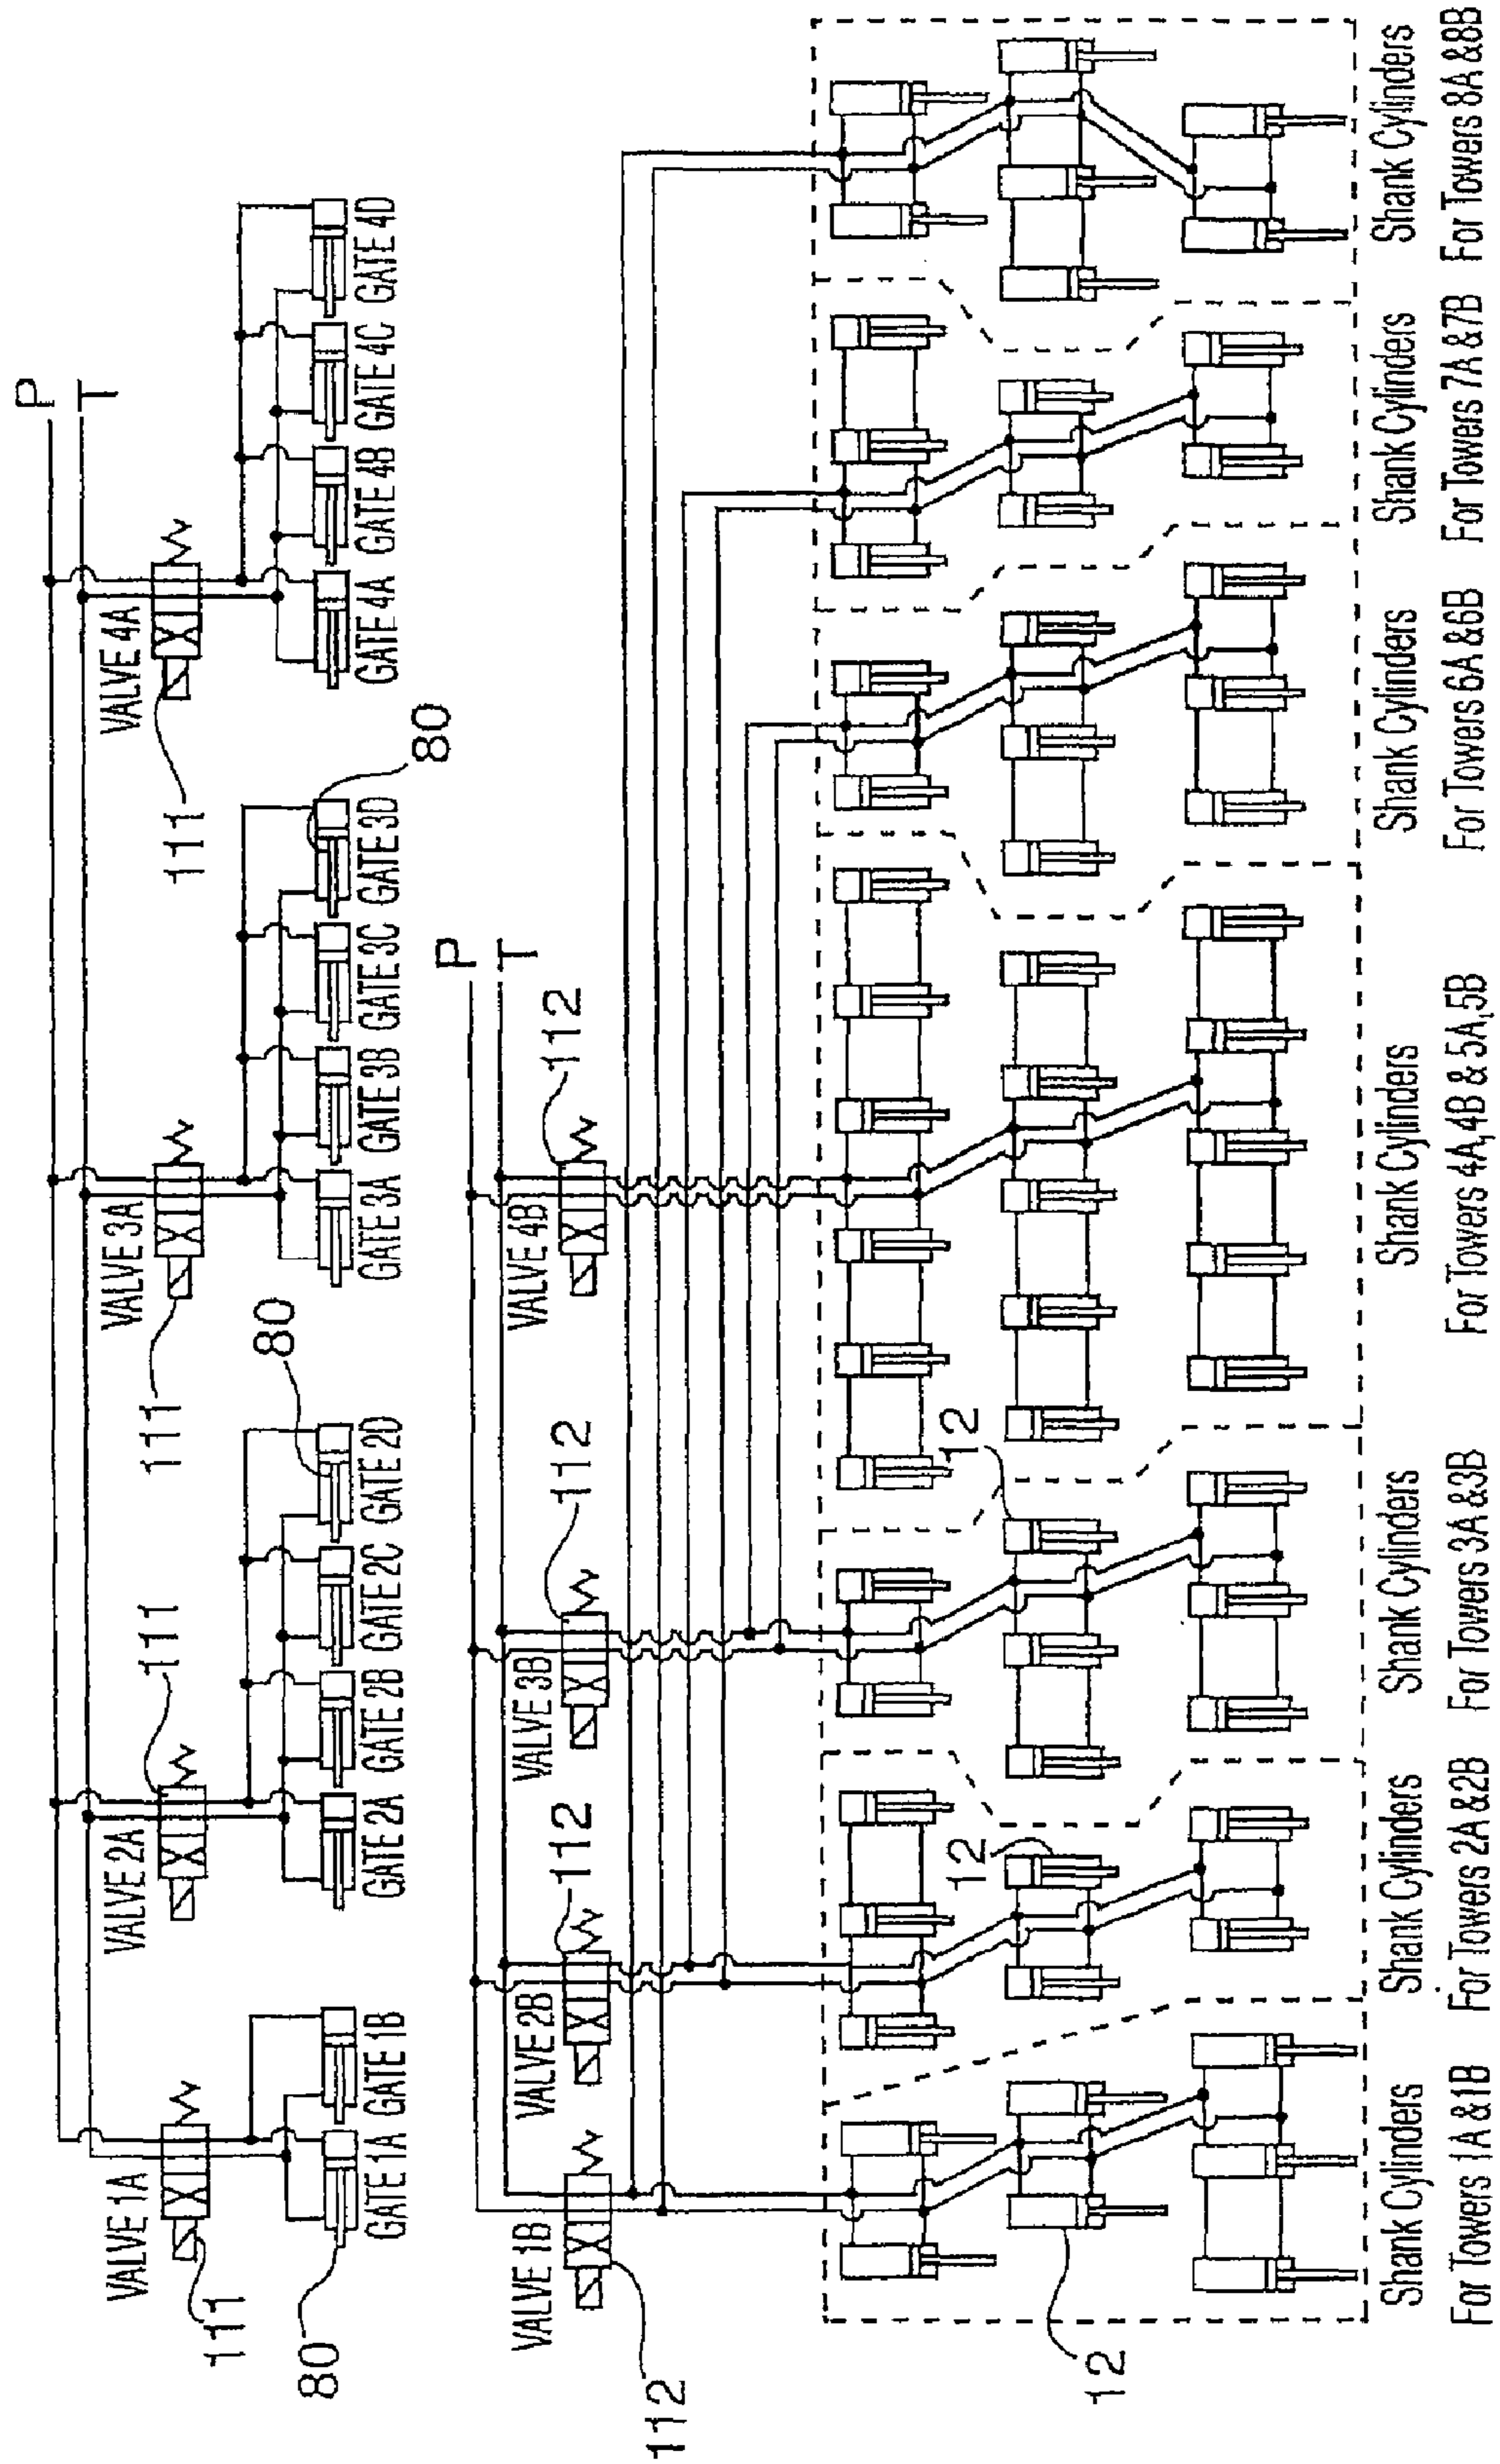 P
T
VALVE 1A
VALVE 2A
VALVE 3A
VALVE 4A
111
111
111
111
80
80
80
GATE 1A
GATE 1B
GATE 2A
GATE 2B
GATE 2C
GATE 2D
GATE 3A
GATE 3B
GATE 3C
GATE 3D
GATE 4A
GATE 4B
GATE 4C
GATE 4D
P
T
VALVE 1B
VALVE 2B
VALVE 3B
VALVE 4B
112
112
112
112
12
12
12
Shank Cylinders
For Towers 1A &1B
Shank Cylinders
For Towers 2A &2B
Shank Cylinders
For Towers 3A &3B
Shank Cylinders
For Towers 4A,4B & 5A,5B
Shank Cylinders
For Towers 6A &6B
Shank Cylinders
For Towers 7A &7B
Shank Cylinders
For Towers 8A &8B